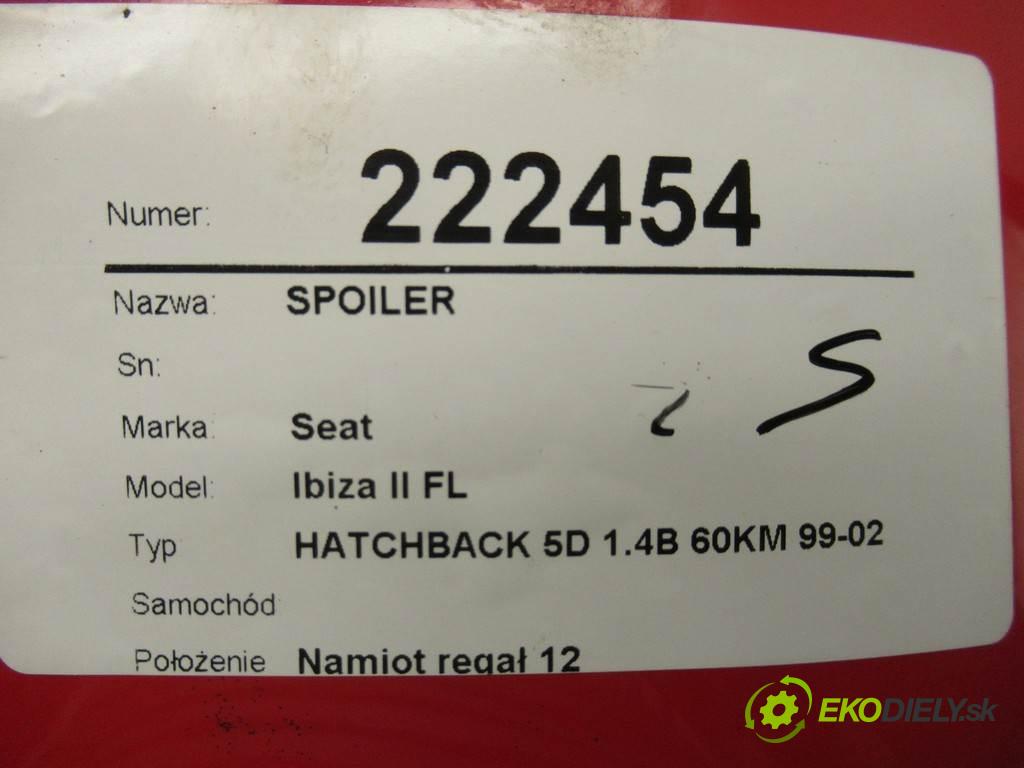 Numer: 222454
Nazwa: SPOILER
Sn:
Marka: Seat
Model: Ibiza II FL
Typ HATCHBACK 5D 1.4B 60KM 99-02
Samochód
Położenie Namiot regał 12
EKODIELY.sk